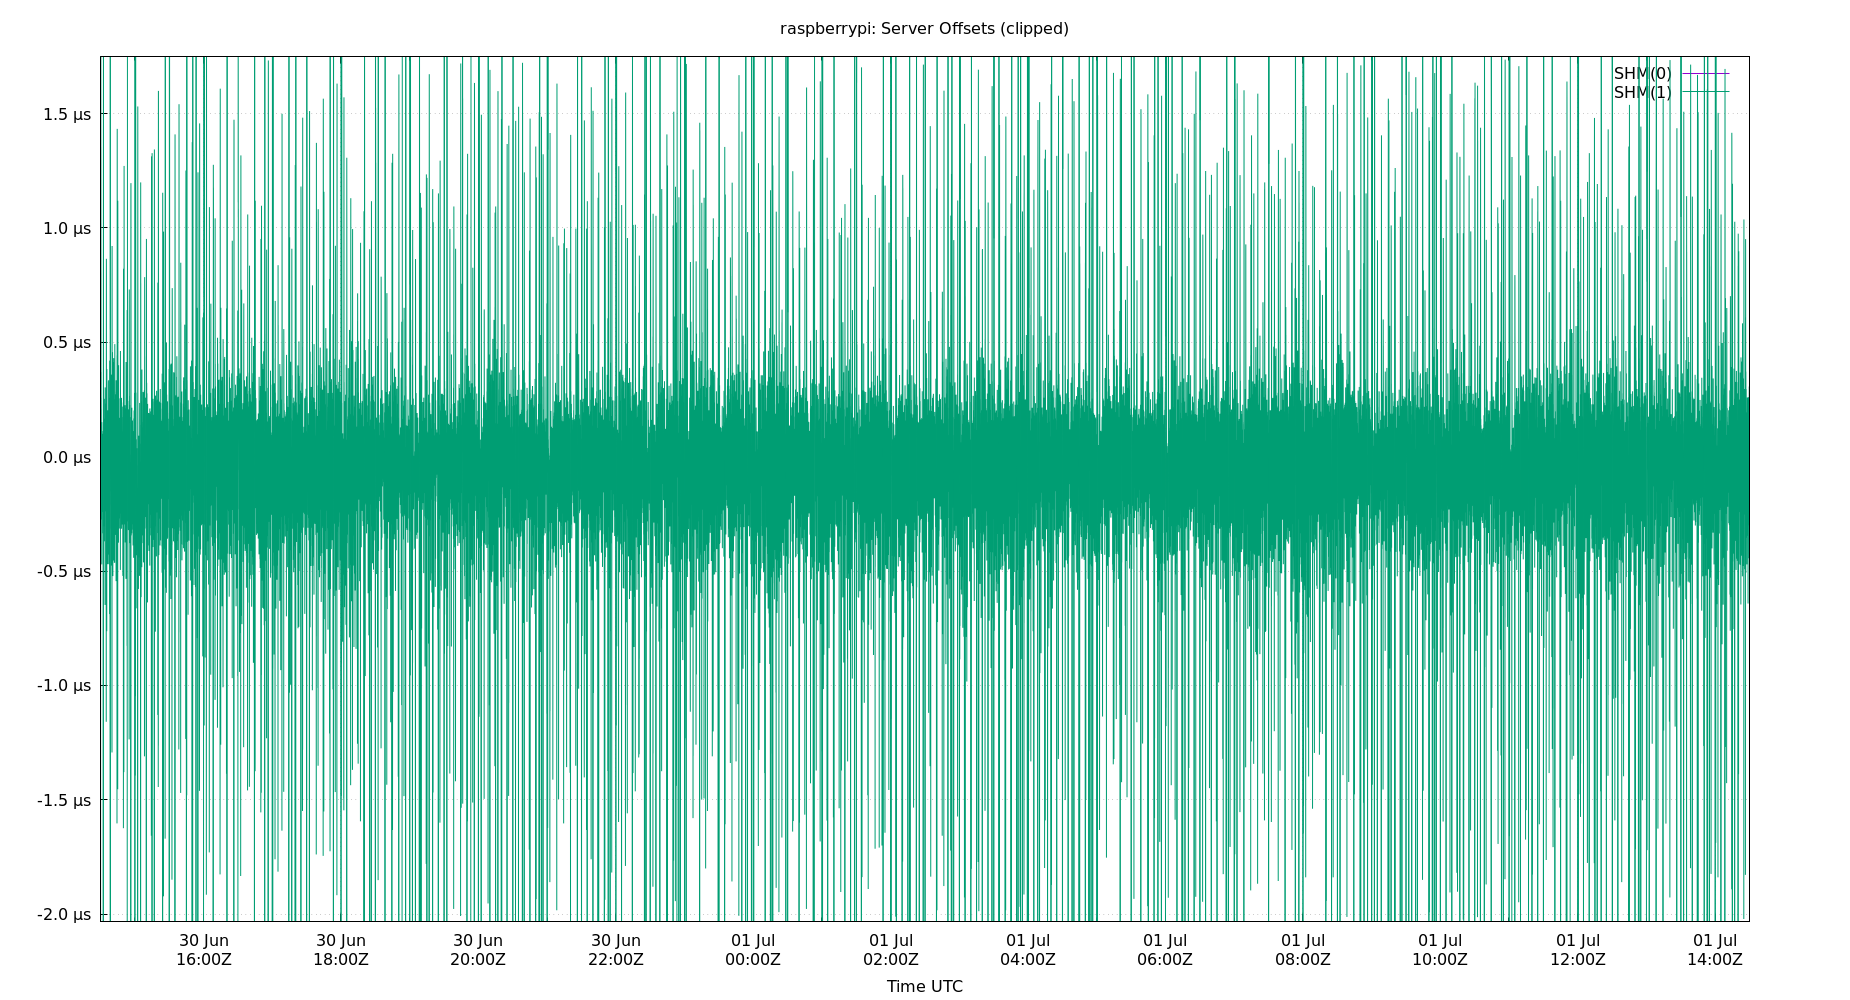 raspberrypi: Server Offsets (clipped)
SHM(0)
SHM(1)
1.5 µs
1.0 µs
0.5 µs
0.0 µs
-0.5 µs
-1.0 µs
-1.5 µs
-2.0 µs
30 Jun 30 Jun 30 Jun 30 Jun 01 Jul 01 Jul 01 Jul 01 Jul 01 Jul 01 Jul 01 Jul 01 Jul
16:00Z 18:00Z 20:00Z 22:00Z 00:00Z 02:00Z 04:00Z 06:00Z 08:00Z 10:00Z 12:00Z 14:00Z
Time UTC